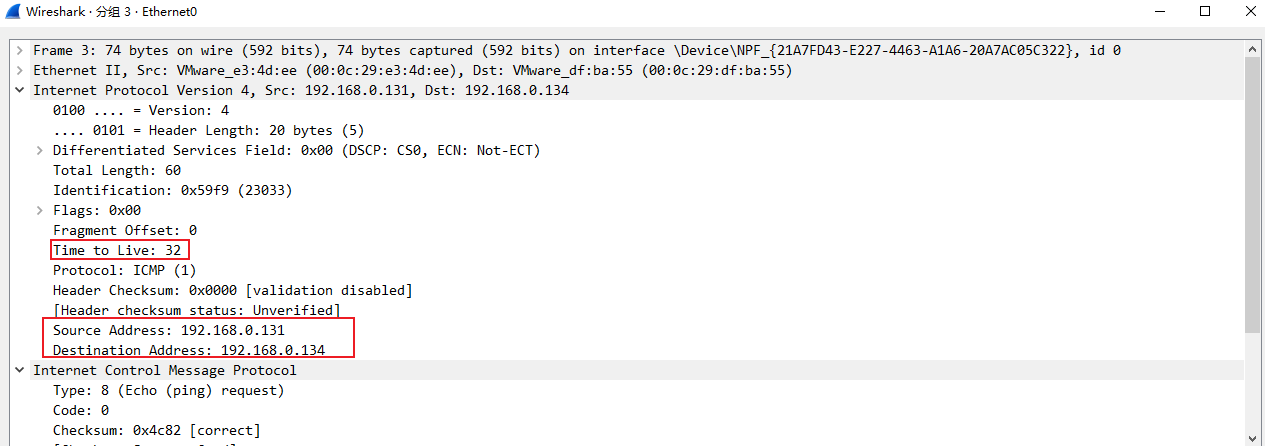 Wireshark · 分组 3 · Ethernet0
Frame 3: 74 bytes on wire (592 bits), 74 bytes captured (592 bits) on interface \Device\NPF_{21A7FD43-E227-4463-A1A6-20A7AC05C322}, id 0
Ethernet II, Src: VMware_e3:4d:ee (00:0c:29:e3:4d:ee), Dst: VMware_df:ba:55 (00:0c:29:df:ba:55)
Internet Protocol Version 4, Src: 192.168.0.131, Dst: 192.168.0.134
0100 .... = Version: 4
.... 0101 = Header Length: 20 bytes (5)
Differentiated Services Field: 0x00 (DSCP: CS0, ECN: Not-ECT)
Total Length: 60
Identification: 0x59f9 (23033)
Flags: 0x00
Fragment Offset: 0
Time to Live: 32
Protocol: ICMP (1)
Header Checksum: 0x0000 [validation disabled]
[Header checksum status: Unverified]
Source Address: 192.168.0.131
Destination Address: 192.168.0.134
Internet Control Message Protocol
Type: 8 (Echo (ping) request)
Code: 0
Checksum: 0x4c82 [correct]